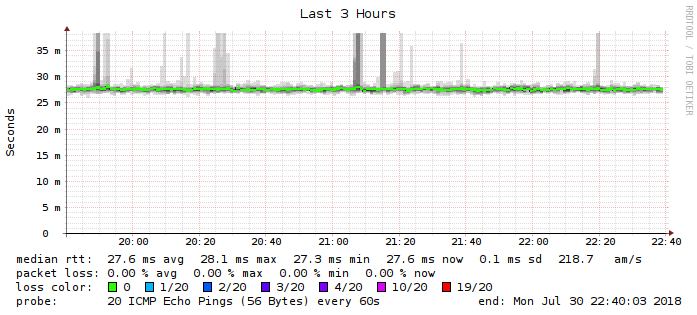 Last 3 Hours
RRDTOOL / TOBI OETIKER
Seconds
35 m
30 m
25 m
20 m
15 m
10 m
5 m
0
20:00 20:20 20:40 21:00 21:20 21:40 22:00 22:20 22:40
median rtt: 27.6 ms avg 28.1 ms max 27.3 ms min 27.6 ms now 0.1 ms sd 218.7 am/s
packet loss: 0.00 % avg 0.00 % max 0.00 % min 0.00 % now
loss color: 0 1/20 2/20 3/20 4/20 10/20 19/20
probe: 20 ICMP Echo Pings (56 Bytes) every 60s end: Mon Jul 30 22:40:03 2018